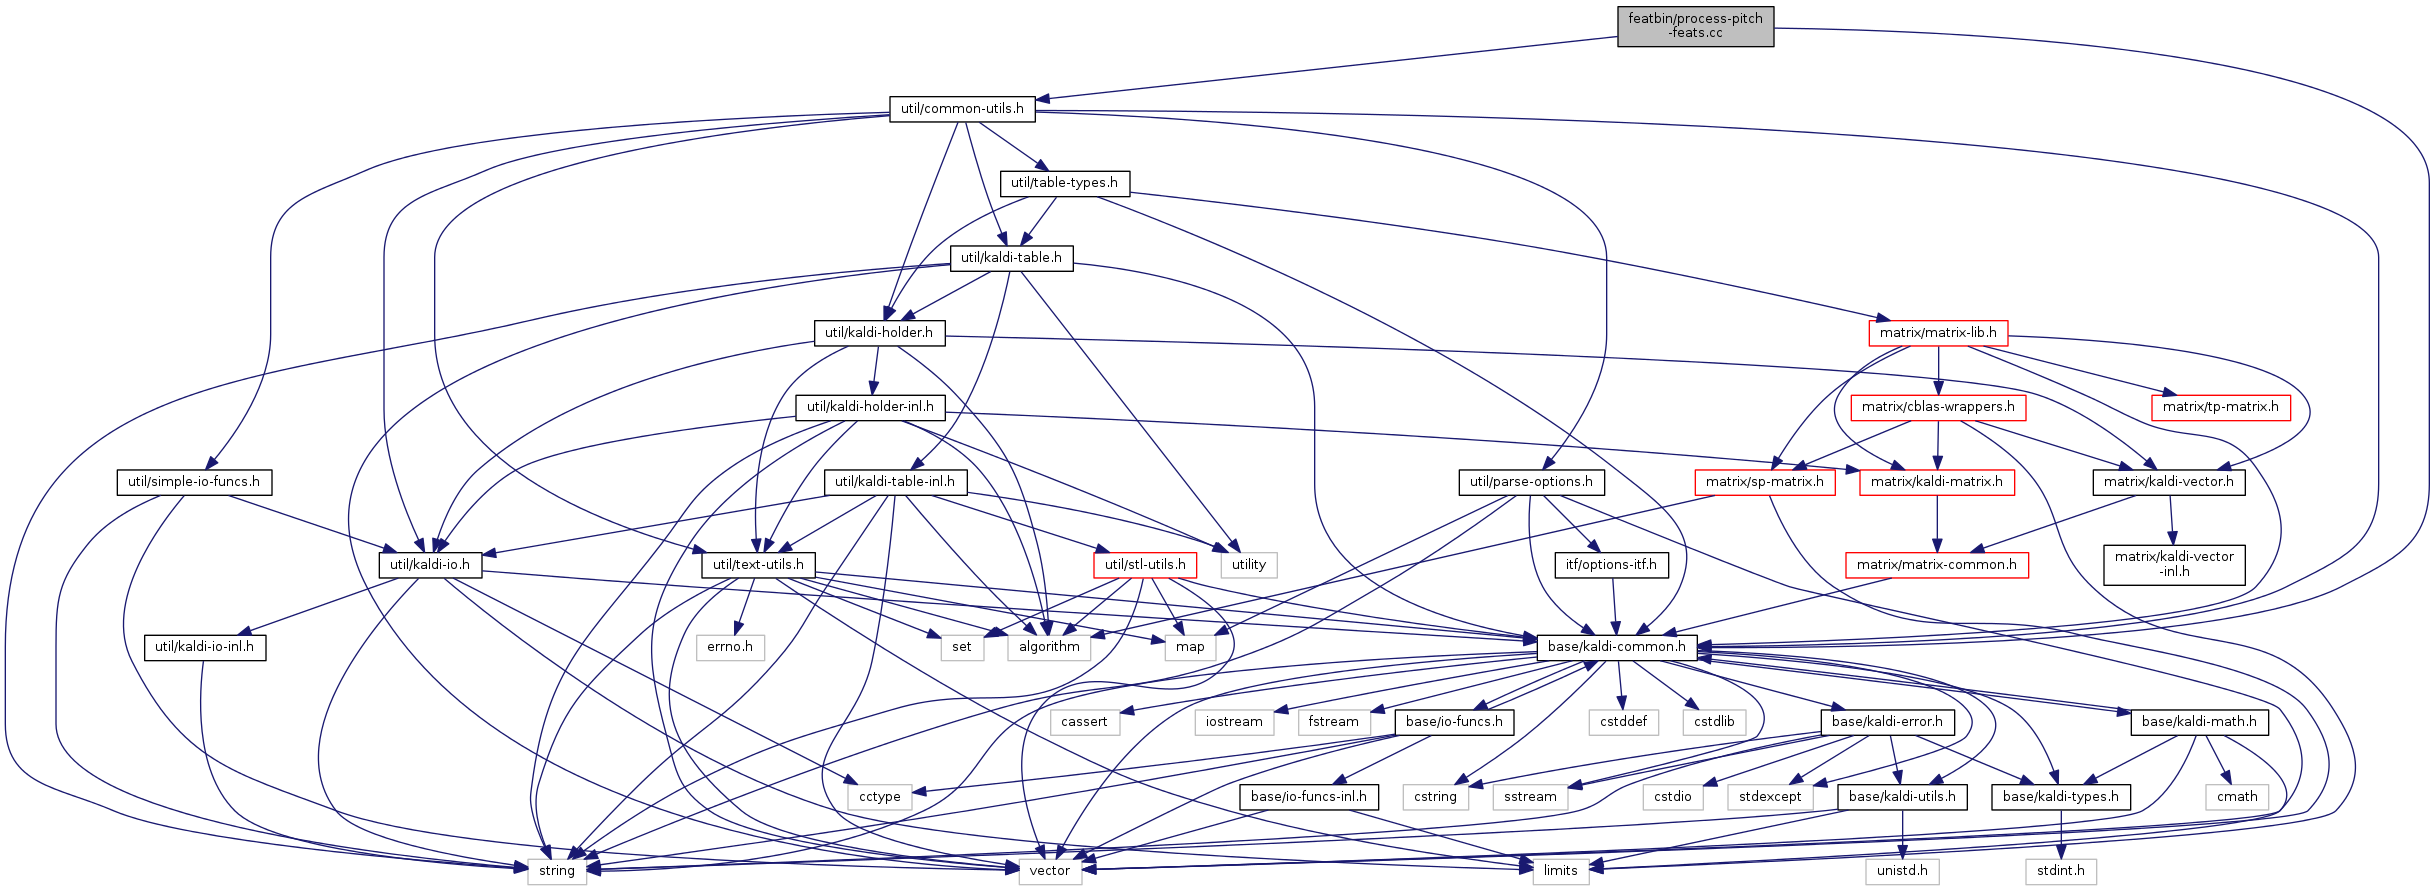 featbin/process-pitch
-feats.cc
util/common-utils.h
util/table-types.h
util/kaldi-table.h
util/kaldi-holder.h
matrix/matrix-lib.h
util/kaldi-holder-inl.h
matrix/cblas-wrappers.h
matrix/tp-matrix.h
util/simple-io-funcs.h
util/kaldi-table-inl.h
util/parse-options.h
matrix/sp-matrix.h
matrix/kaldi-matrix.h
matrix/kaldi-vector.h
util/kaldi-io.h
util/text-utils.h
util/stl-utils.h
utility
itf/options-itf.h
matrix/matrix-common.h
matrix/kaldi-vector
-inl.h
util/kaldi-io-inl.h
errno.h
set
algorithm
map
base/kaldi-common.h
cassert
iostream
fstream
base/io-funcs.h
cstddef
cstdlib
base/kaldi-error.h
base/kaldi-math.h
cctype
cstring
base/io-funcs-inl.h
sstream
cstdio
stdexcept
base/kaldi-utils.h
base/kaldi-types.h
cmath
string
vector
limits
unistd.h
stdint.h